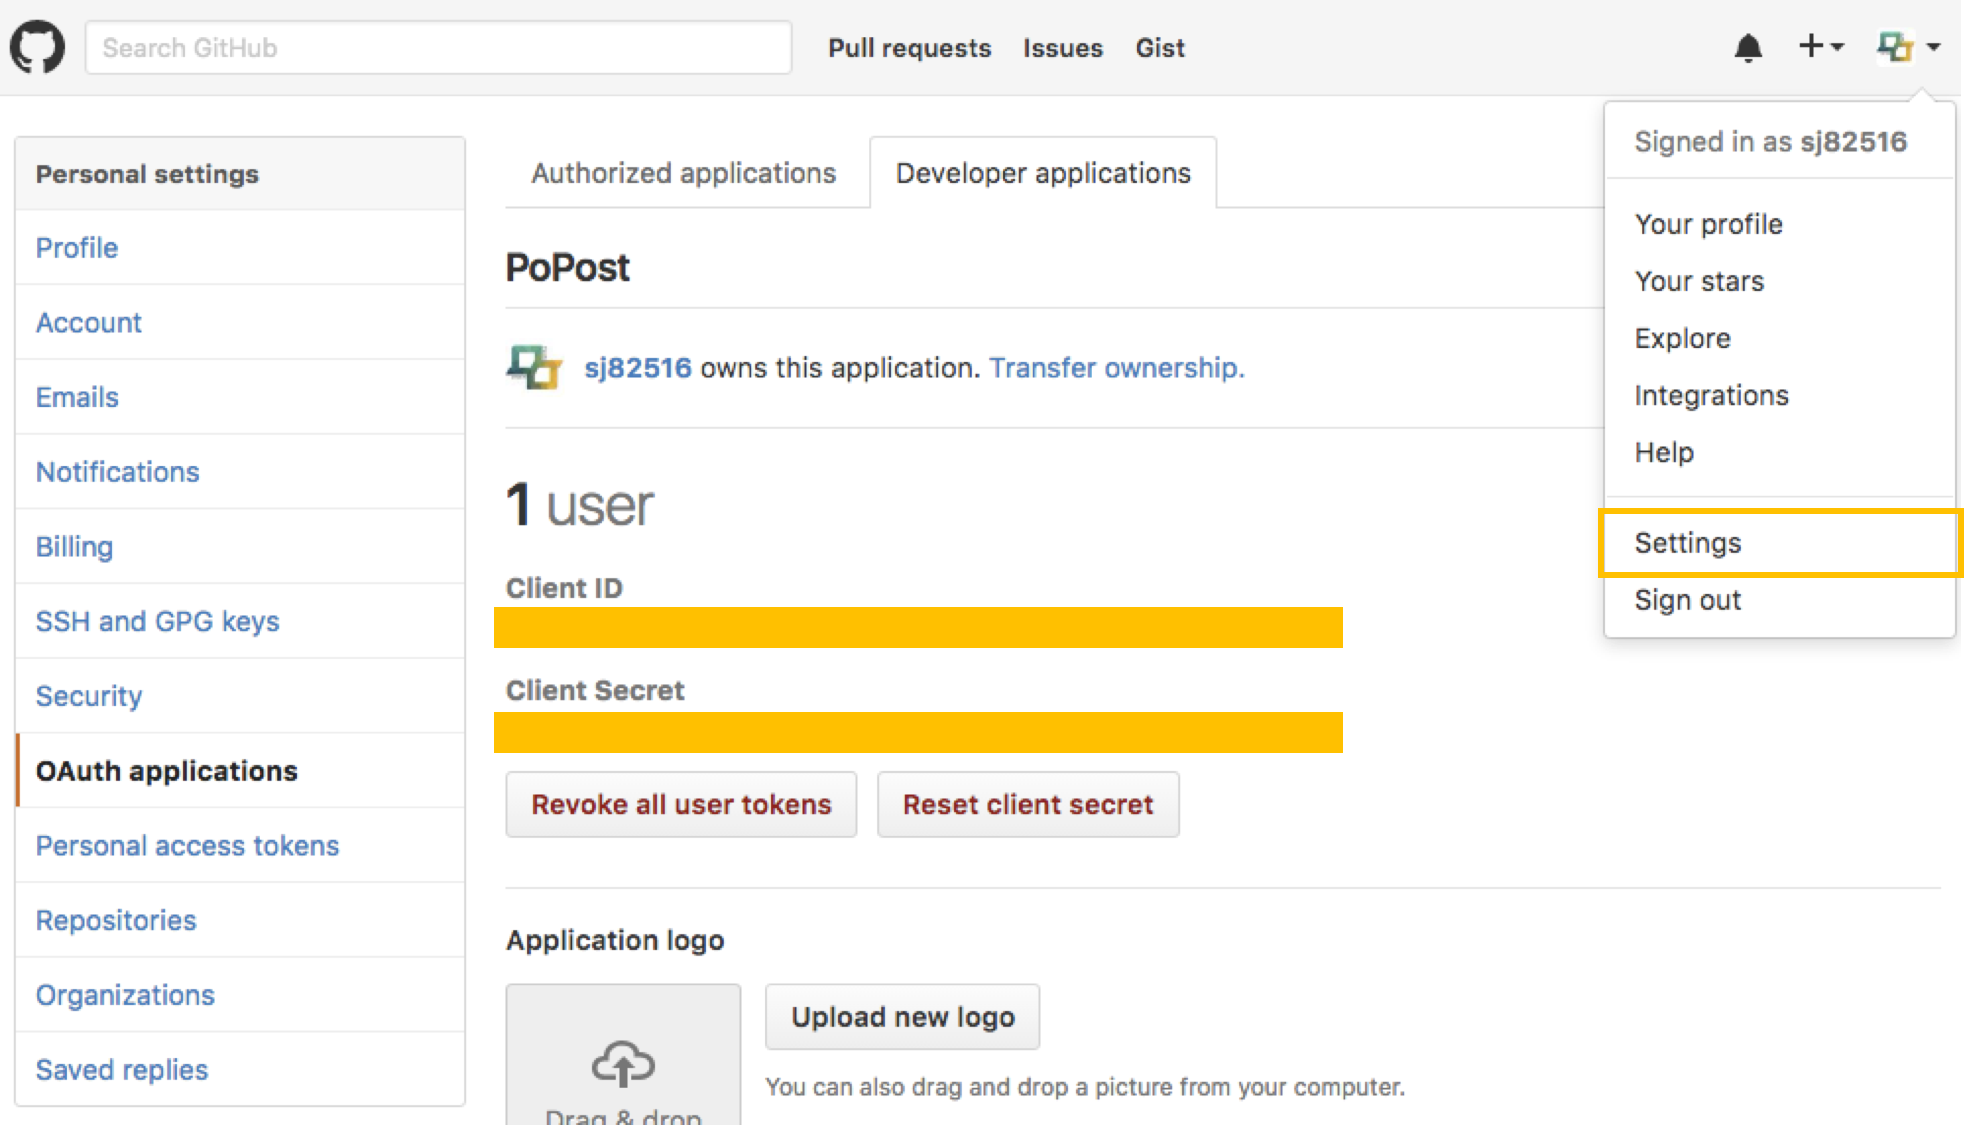 Search GitHub
Pull requests Issues Gist
Signed in as sj82516
Your profile
Your stars
Explore
Integrations
Help
Settings
Sign out
Personal settings
Profile
Account
Emails
Notifications
Billing
SSH and GPG keys
Security
OAuth applications
Personal access tokens
Repositories
Organizations
Saved replies
Authorized applications
Developer applications
PoPost
sj82516 owns this application. Transfer ownership.
1 user
Client ID
Client Secret
Revoke all user tokens
Reset client secret
Application logo
Drag & drop
Upload new logo
You can also drag and drop a picture from your computer.